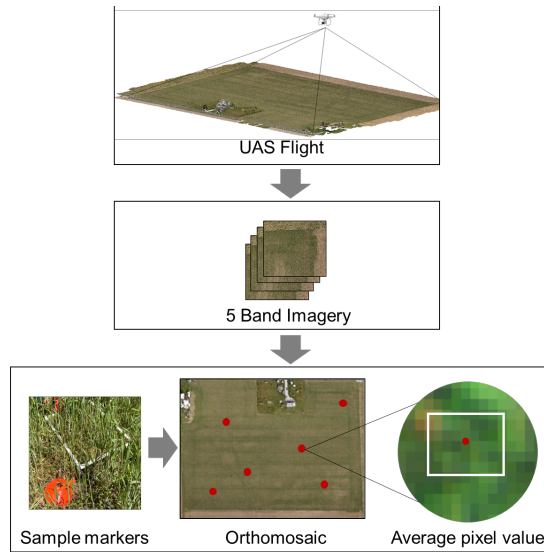 UAS Flight
5 Band Imagery
Sample markers
Orthomosaic
Average pixel value